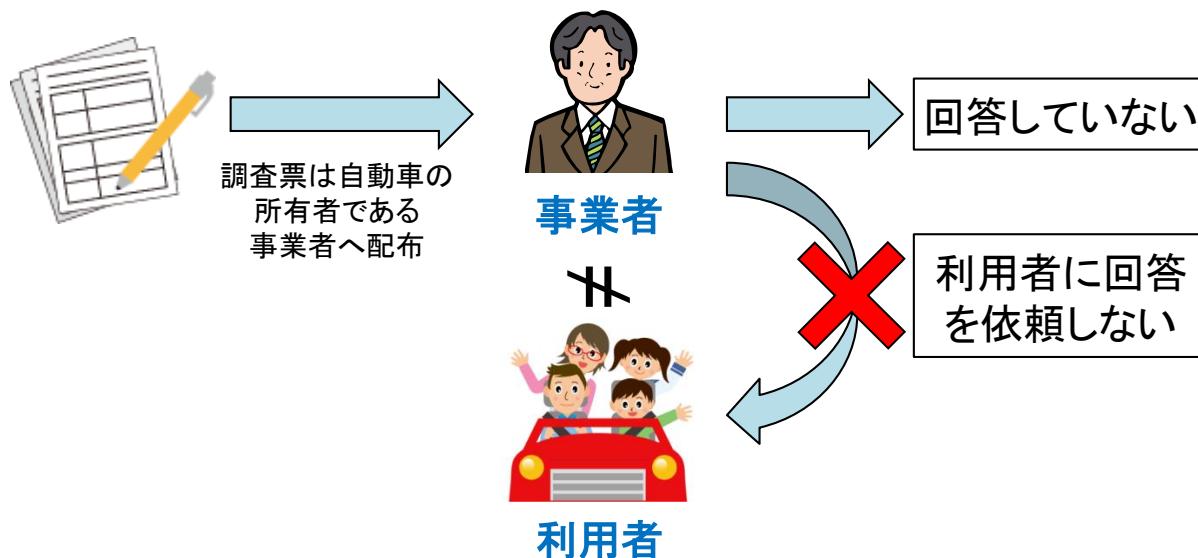 調査票は自動車の
所有者である
事業者へ配布
事業者
≠
利用者
回答していない
利用者に回答
を依頼しない